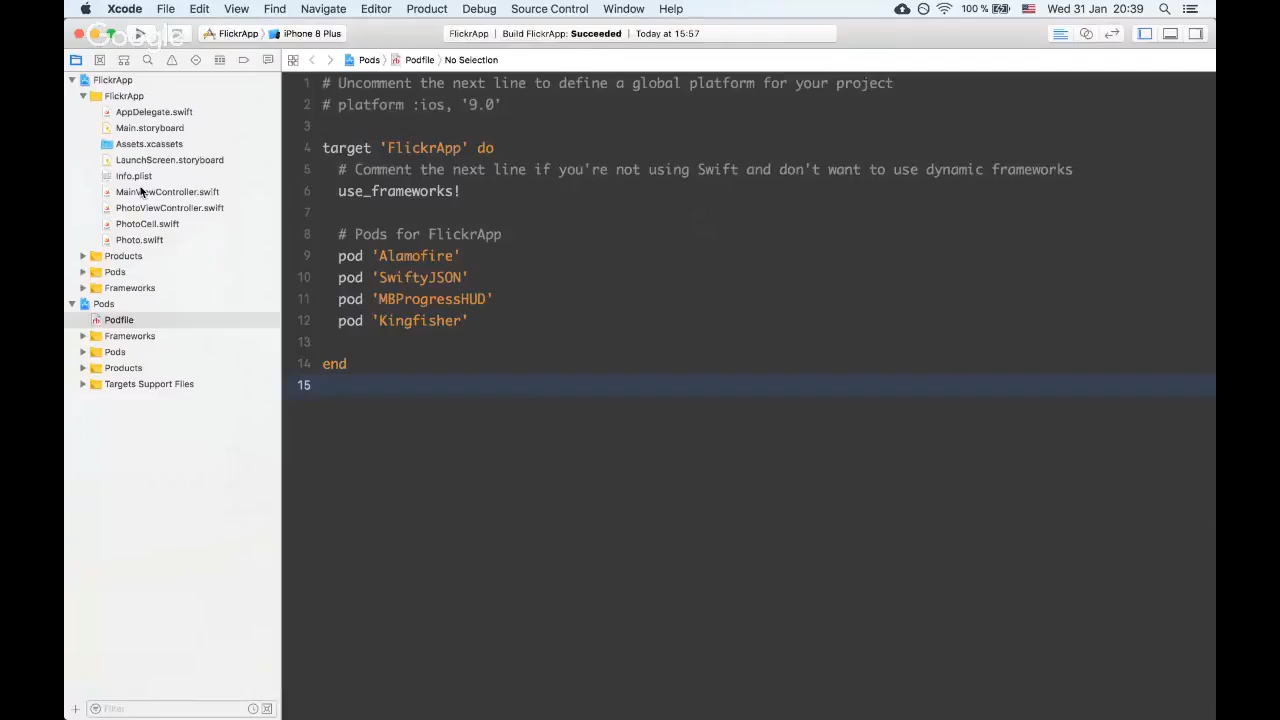 Xcode File Edit View Find Navigate Editor Product Debug Source Control Window Help 100 % Wed 31 Jan 20:39
Google
FlickrApp iPhone 8 Plus FlickrApp Build FlickrApp: Succeeded Today at 15:57
Pods Podfile No Selection
FlickrApp
FlickrApp
AppDelegate.swift
Main.storyboard
Assets.xcassets
LaunchScreen.storyboard
Info.plist
MainViewController.swift
PhotoViewController.swift
PhotoCell.swift
Photo.swift
Products
Pods
Frameworks
Pods
Podfile
Frameworks
Pods
Products
Targets Support Files
Filter
1 # Uncomment the next line to define a global platform for your project
2 # platform :ios, '9.0'
3
4 target 'FlickrApp' do
5 # Comment the next line if you're not using Swift and don't want to use dynamic frameworks
6 use_frameworks!
7
8 # Pods for FlickrApp
9 pod 'Alamofire'
10 pod 'SwiftyJSON'
11 pod 'MBProgressHUD'
12 pod 'Kingfisher'
13
14 end
15